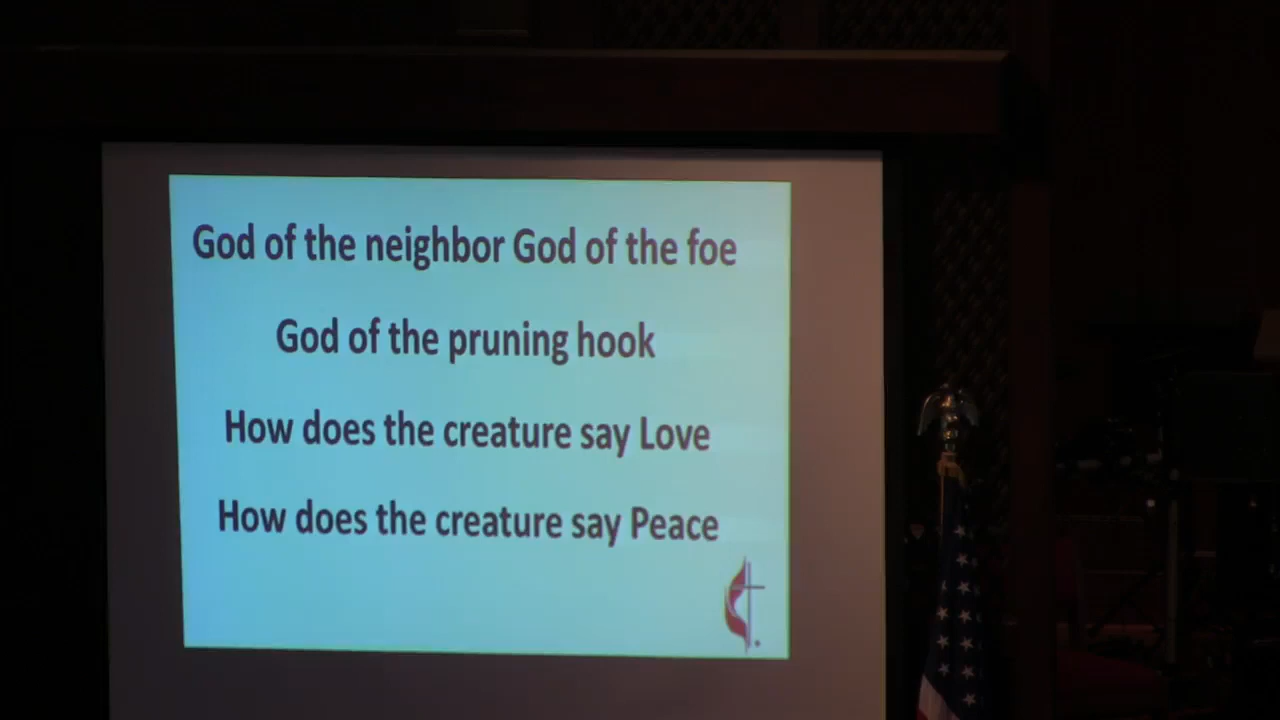 God of the neighbor God of the foe
God of the pruning hook
How does the creature say Love
How does the creature say Peace